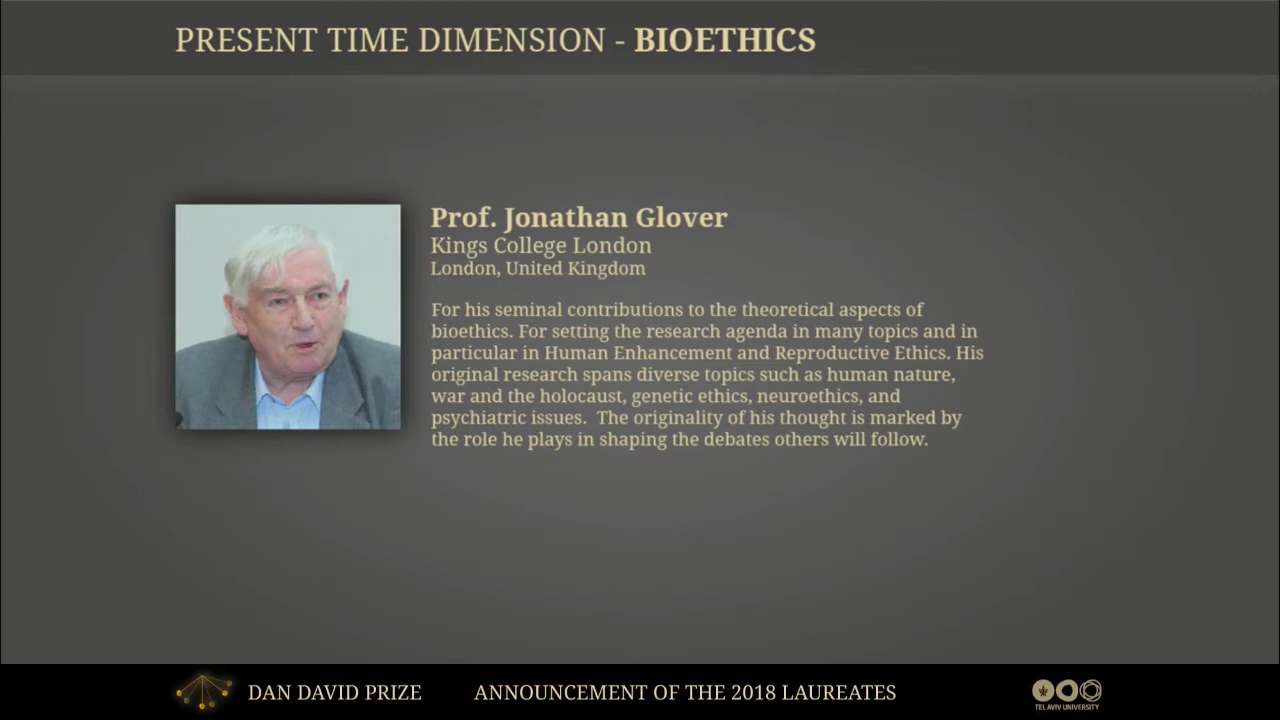 PRESENT TIME DIMENSION - BIOETHICS
Prof. Jonathan Glover
Kings College London
London, United Kingdom
For his seminal contributions to the theoretical aspects of
bioethics. For setting the research agenda in many topics and in
particular in Human Enhancement and Reproductive Ethics. His
original research spans diverse topics such as human nature,
war and the holocaust, genetic ethics, neuroethics, and
psychiatric issues.  The originality of his thought is marked by
the role he plays in shaping the debates others will follow.
DAN DAVID PRIZE
ANNOUNCEMENT OF THE 2018 LAUREATES
TEL AVIV UNIVERSITY